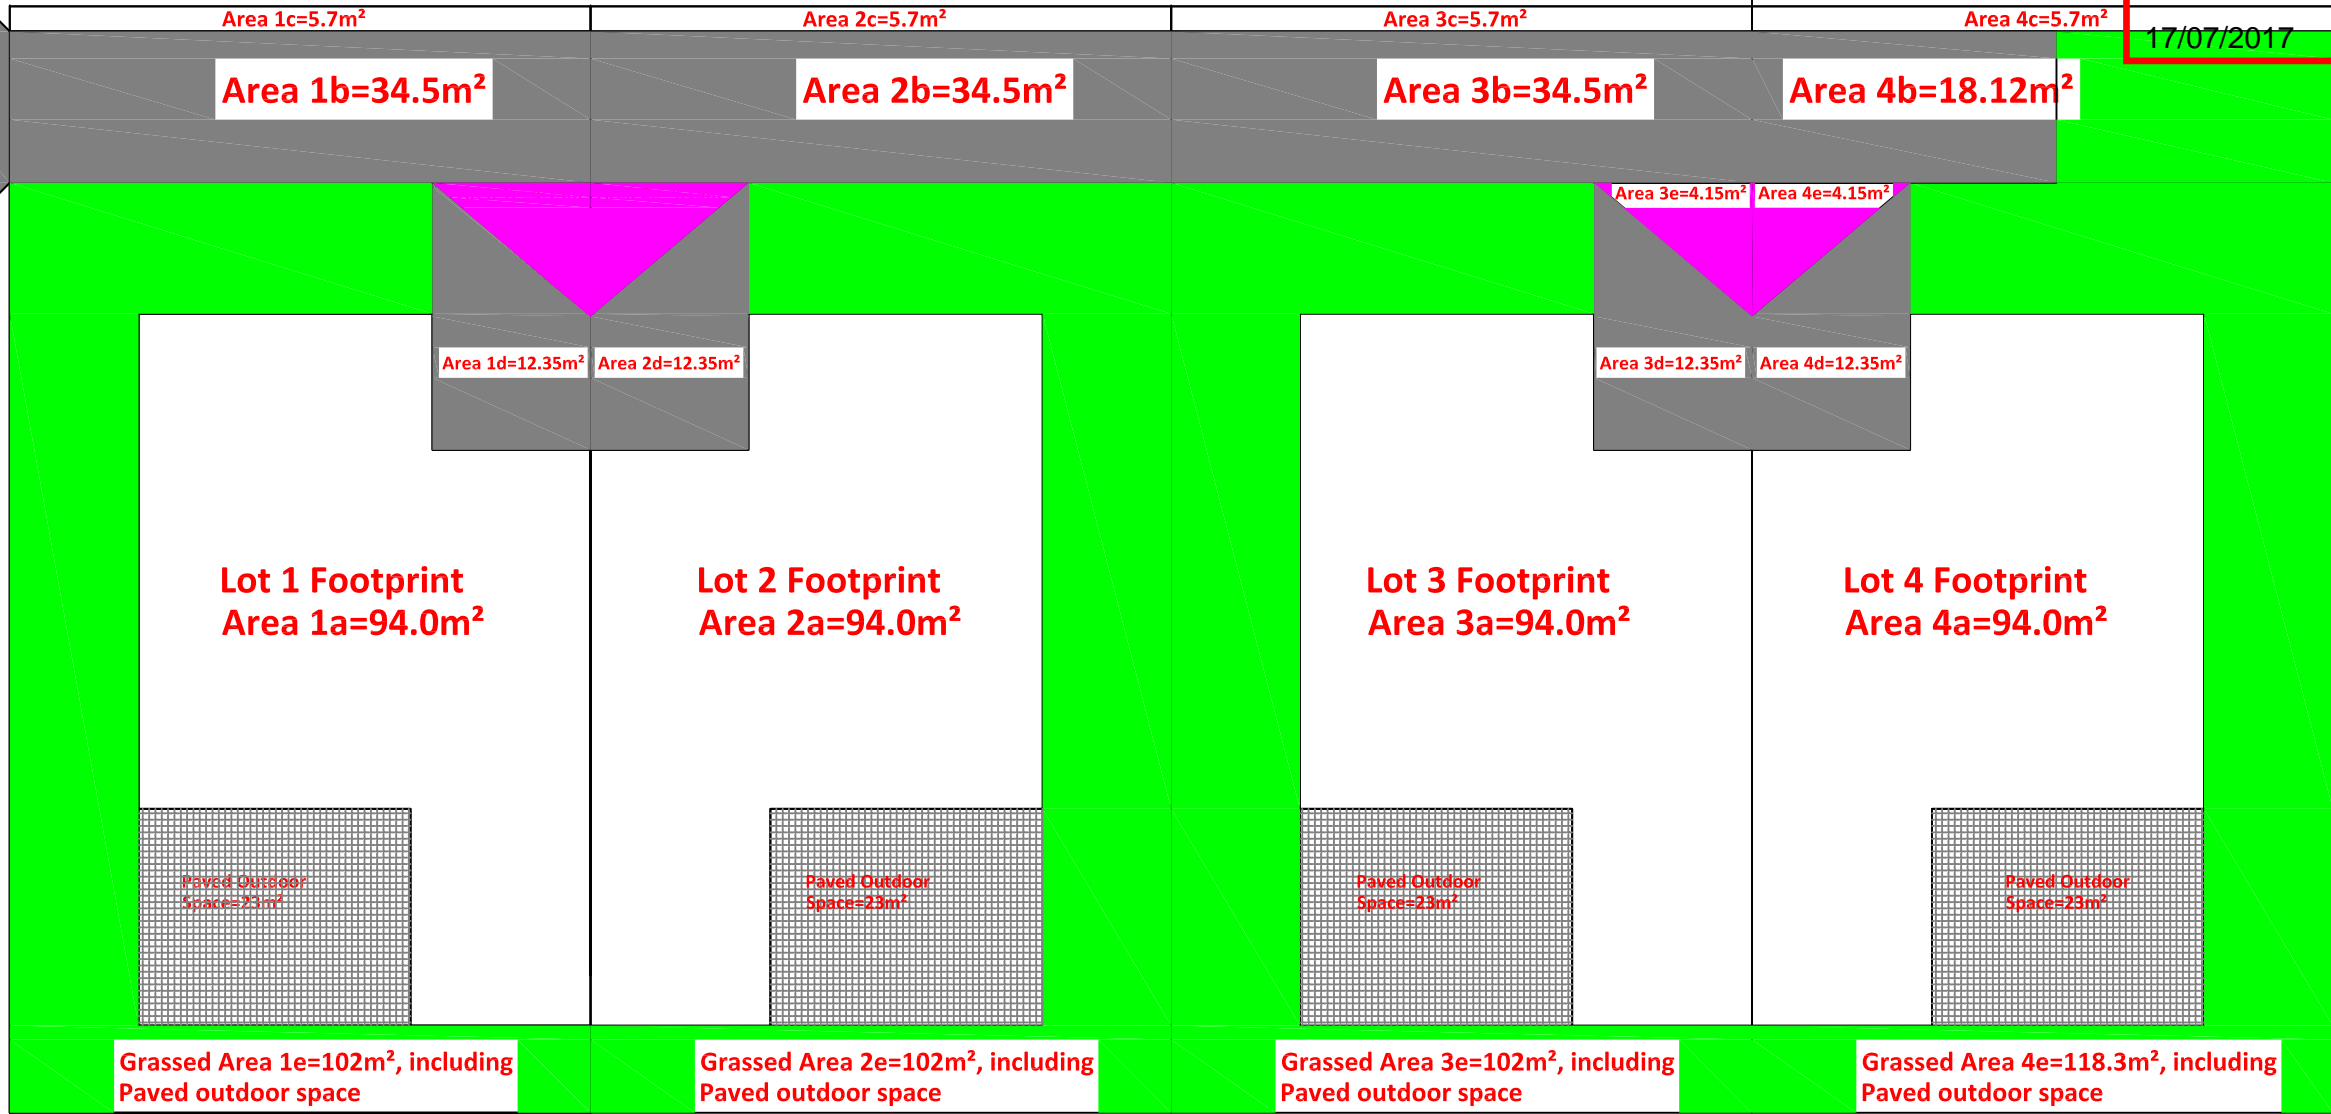 Area 1c=5.7m²
Area 2c=5.7m²
Area 3c=5.7m²
Area 4c=5.7m²
17/07/2017
Area 1b=34.5m²
Area 2b=34.5m²
Area 3b=34.5m²
Area 4b=18.12m²
Area 3e=4.15m²
Area 4e=4.15m²
Area 1d=12.35m²
Area 2d=12.35m²
Area 3d=12.35m²
Area 4d=12.35m²
Lot 1 Footprint
Area 1a=94.0m²
Lot 2 Footprint
Area 2a=94.0m²
Lot 3 Footprint
Area 3a=94.0m²
Lot 4 Footprint
Area 4a=94.0m²
Paved Outdoor
Space=23m²
Paved Outdoor
Space=23m²
Paved Outdoor
Space=23m²
Paved Outdoor
Space=23m²
Grassed Area 1e=102m², including
Paved outdoor space
Grassed Area 2e=102m², including
Paved outdoor space
Grassed Area 3e=102m², including
Paved outdoor space
Grassed Area 4e=118.3m², including
Paved outdoor space